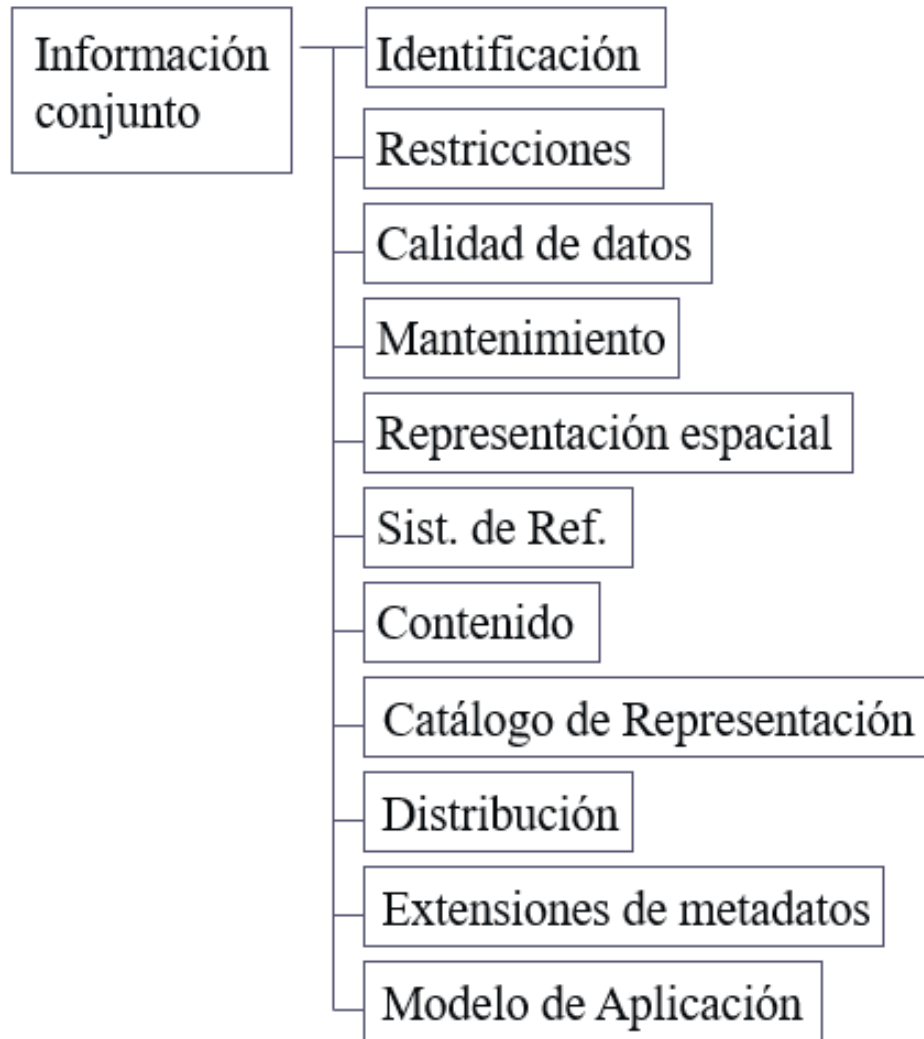 Información
conjunto
Identificación
Restricciones
Calidad de datos
Mantenimiento
Representación espacial
Sist. de Ref.
Contenido
Catálogo de Representación
Distribución
Extensiones de metadatos
Modelo de Aplicación